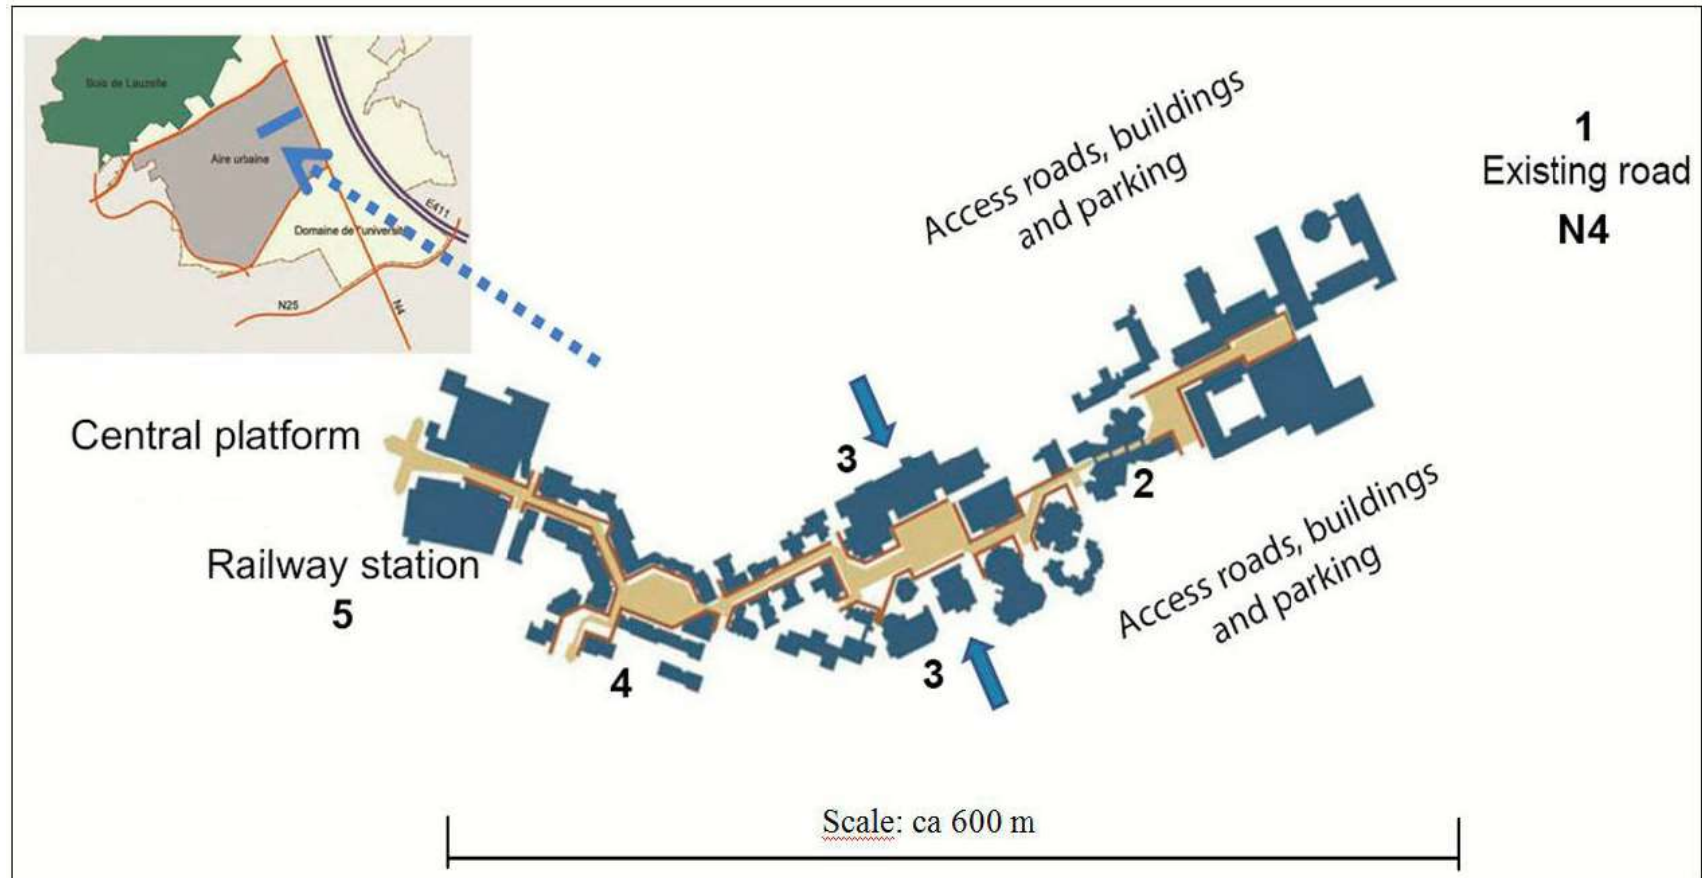 Bois de Lauzelle
Aire urbaine
Domaine de l'université
E411
N25
N4
Access roads, buildings
and parking
1
Existing road
N4
Central platform
Railway station
5
3
2
3
4
Access roads, buildings
and parking
Scale: ca 600 m